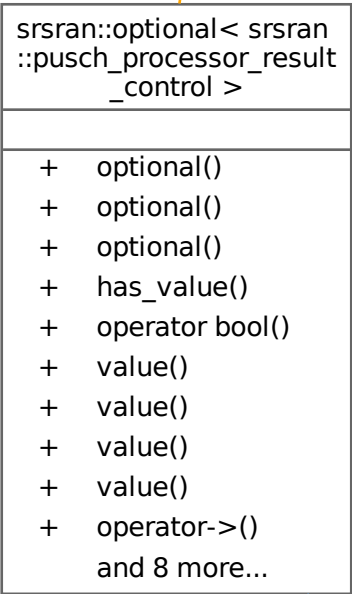 srsran::optional< srsran
::pusch_processor_result
_control >
+ optional()
+ optional()
+ optional()
+ has_value()
+ operator bool()
+ value()
+ value()
+ value()
+ value()
+ operator->()
and 8 more...